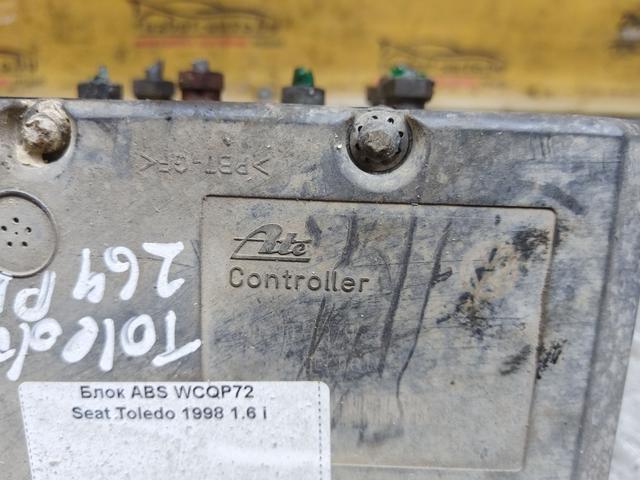 >PBT-GF<
Ate
Controller
Toledo
264
Блок ABS WCQP72
Seat Toledo 1998 1.6 i